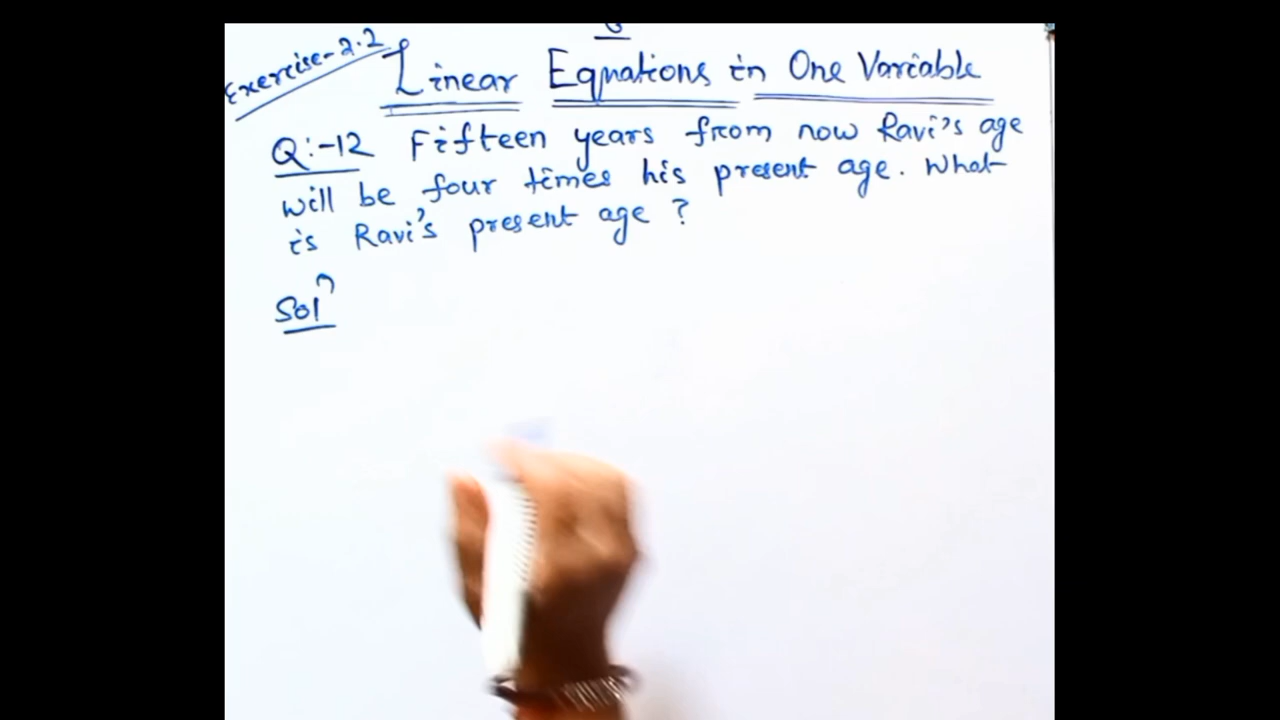 Exercise-2.2
Linear Equations in One Variable
Q:-12 Fifteen years from now Ravi's age
will be four times his present age. What
is Ravi's present age ?
Solⁿ